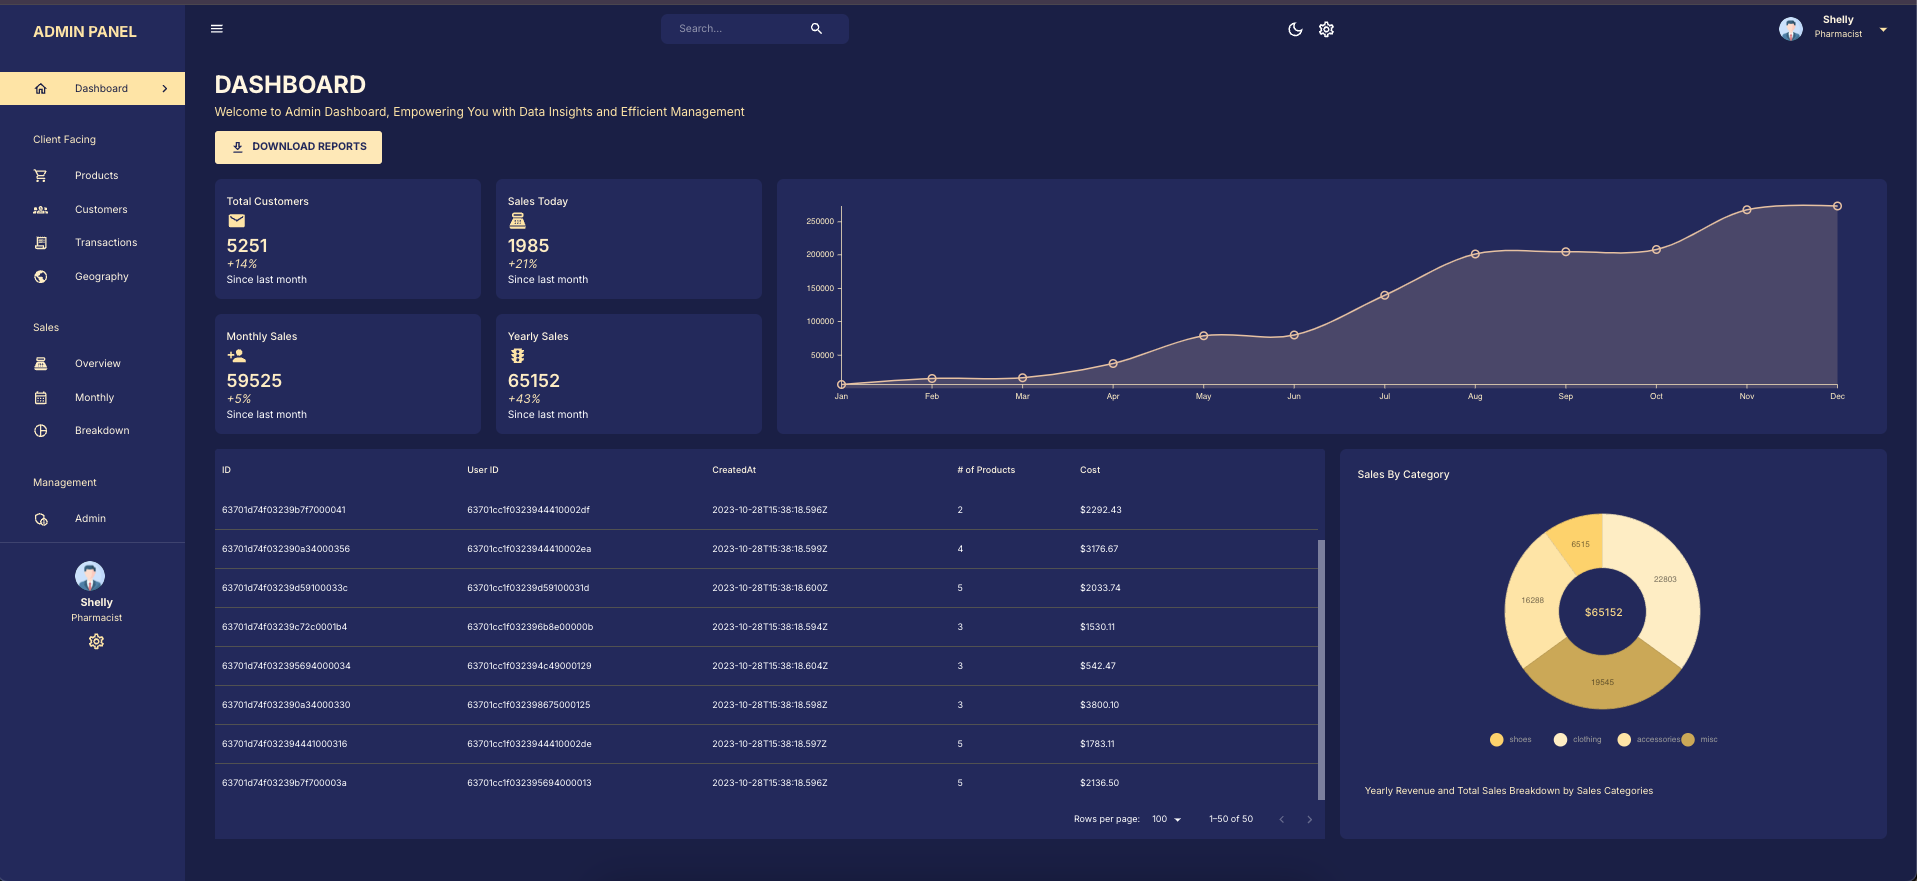 ADMIN PANEL
Search...
Shelly
Pharmacist
Dashboard
Client Facing
Products
Customers
Transactions
Geography
Sales
Overview
Monthly
Breakdown
Management
Admin
Shelly
Pharmacist
DASHBOARD
Welcome to Admin Dashboard, Empowering You with Data Insights and Efficient Management
DOWNLOAD REPORTS
Total Customers
5251
+14%
Since last month
Sales Today
1985
+21%
Since last month
Monthly Sales
59525
+5%
Since last month
Yearly Sales
65152
+43%
Since last month
250000
200000
150000
100000
50000
Jan Feb Mar Apr May Jun Jul Aug Sep Oct Nov Dec
ID User ID CreatedAt # of Products Cost
63701d74f03239b7f7000041 63701cc1f0323944410002df 2023-10-28T15:38:18.596Z 2 $2292.43
63701d74f032390a34000356 63701cc1f0323944410002ea 2023-10-28T15:38:18.599Z 4 $3176.67
63701d74f03239d59100033c 63701cc1f03239d59100031d 2023-10-28T15:38:18.600Z 5 $2033.74
63701d74f03239c72c0001b4 63701cc1f032396b8e00000b 2023-10-28T15:38:18.594Z 3 $1530.11
63701d74f032395694000034 63701cc1f032394c49000129 2023-10-28T15:38:18.604Z 3 $542.47
63701d74f032390a34000330 63701cc1f032398675000125 2023-10-28T15:38:18.598Z 3 $3800.10
63701d74f032394441000316 63701cc1f0323944410002de 2023-10-28T15:38:18.597Z 5 $1783.11
63701d74f03239b7f700003a 63701cc1f032395694000013 2023-10-28T15:38:18.596Z 5 $2136.50
Rows per page: 100 1–50 of 50
Sales By Category
6515
22803
16288
$65152
19545
shoes clothing accessories misc
Yearly Revenue and Total Sales Breakdown by Sales Categories